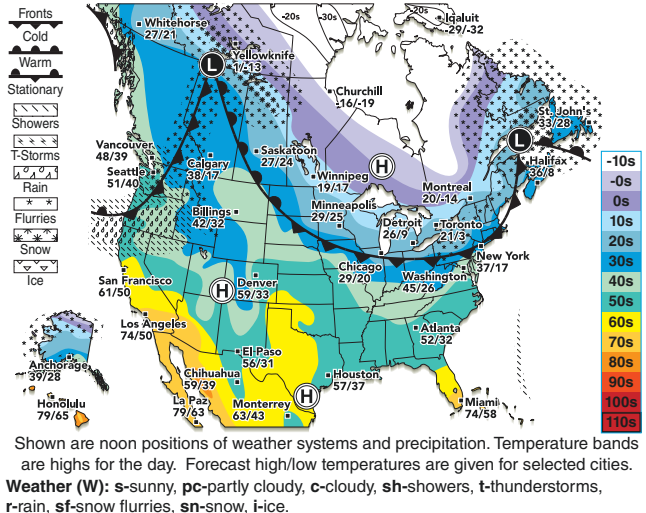 Fronts
Cold
Warm
Stationary
Showers
T-Storms
Rain
Flurries
Snow
Ice
-20s
-30s
-20s
Iqaluit
-29/-32
Whitehorse
27/21
Yellowknife
1/-13
L
Churchill
-16/-19
St. John's
33/28
L
Halifax
36/8
Vancouver
48/39
Seattle
51/40
Calgary
38/17
Saskatoon
27/24
Winnipeg
19/17
H
Montreal
20/-14
Billings
42/32
Minneapolis
29/25
Detroit
26/9
Toronto
21/3
New York
37/17
Chicago
29/20
Washington
45/26
San Francisco
61/50
H
Denver
59/33
Los Angeles
74/50
Atlanta
52/32
El Paso
56/31
Chihuahua
59/39
Houston
57/37
H
La Paz
79/63
Monterrey
63/43
Miami
74/58
Anchorage
39/28
Honolulu
79/65
-10s
-0s
0s
10s
20s
30s
40s
50s
60s
70s
80s
90s
100s
110s
Shown are noon positions of weather systems and precipitation. Temperature bands
are highs for the day. Forecast high/low temperatures are given for selected cities.
Weather (W): s-sunny, pc-partly cloudy, c-cloudy, sh-showers, t-thunderstorms,
r-rain, sf-snow flurries, sn-snow, i-ice.